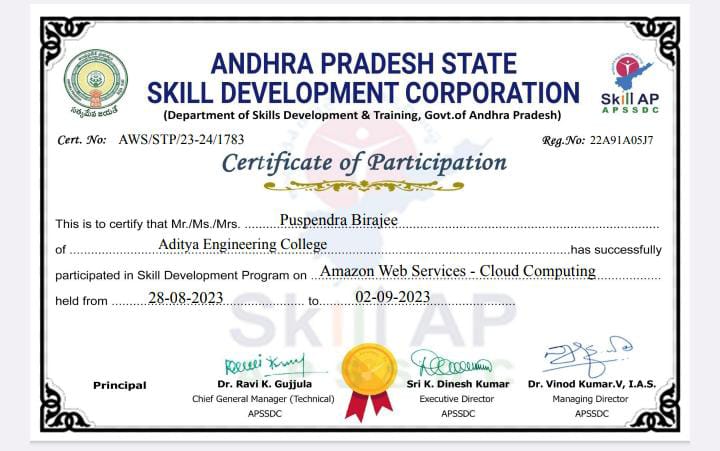 ANDHRA PRADESH STATE
SKILL DEVELOPMENT CORPORATION
(Department of Skills Development & Training, Govt.of Andhra Pradesh)
సత్యమేవ జయతే
Skill AP
APSSDC
Cert. No: AWS/STP/23-24/1783
Reg.No: 22A91A05J7
Certificate of Participation
This is to certify that Mr./Ms./Mrs. Puspendra Birajee
of Aditya Engineering College has successfully
participated in Skill Development Program on Amazon Web Services - Cloud Computing
held from 28-08-2023 to 02-09-2023
Skill AP
APSSDC
Principal
Dr. Ravi K. Gujjula
Chief General Manager (Technical)
APSSDC
Sri K. Dinesh Kumar
Executive Director
APSSDC
Dr. Vinod Kumar.V, I.A.S.
Managing Director
APSSDC